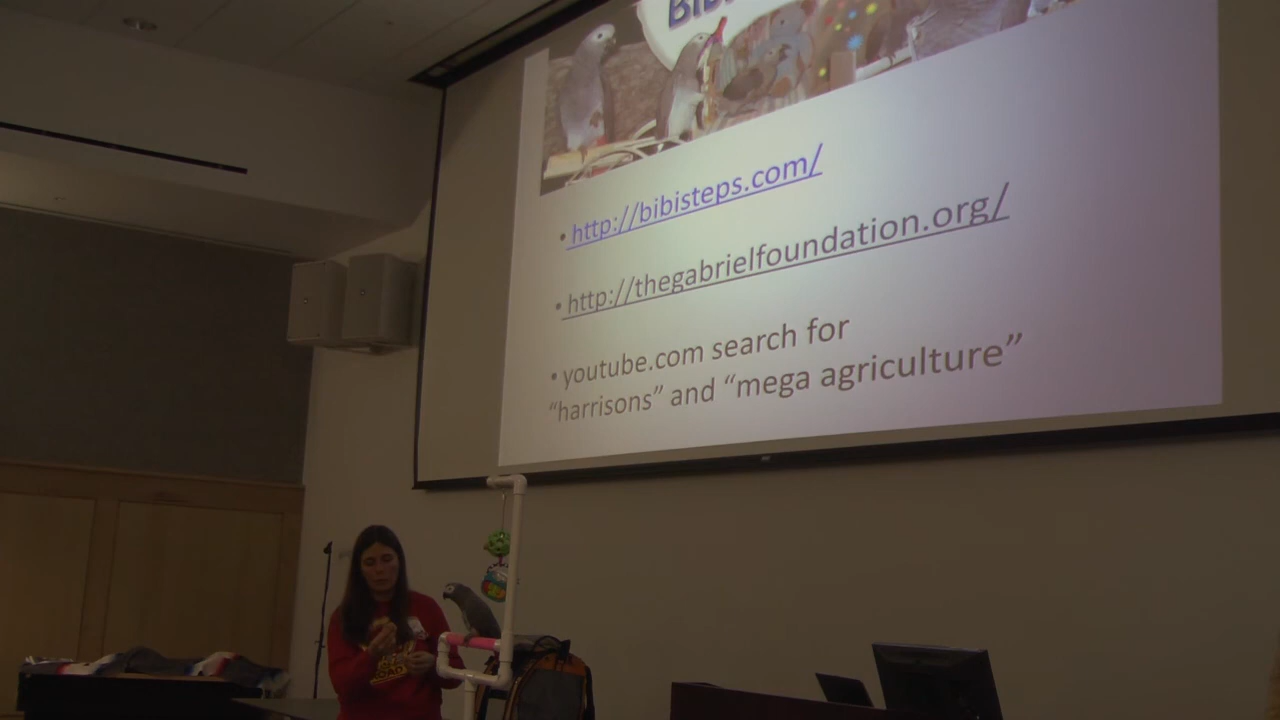 • http://bibisteps.com/
• http://thegabrielfoundation.org/
• youtube.com search for
“harrisons” and “mega agriculture”